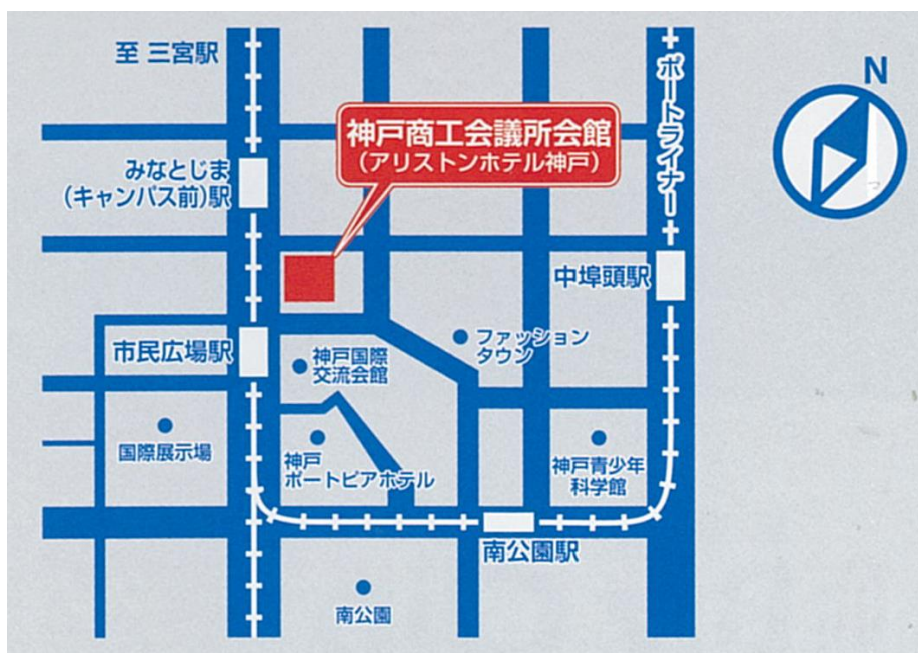 至 三宮駅
N
ポートライナー
神戸商工会議所会館
(アリストンホテル神戸)
みなとじま
(キャンパス前)駅
中埠頭駅
市民広場駅
ファッション
タウン
神戸国際
交流会館
国際展示場
神戸
ポートピアホテル
神戸青少年
科学館
南公園駅
南公園